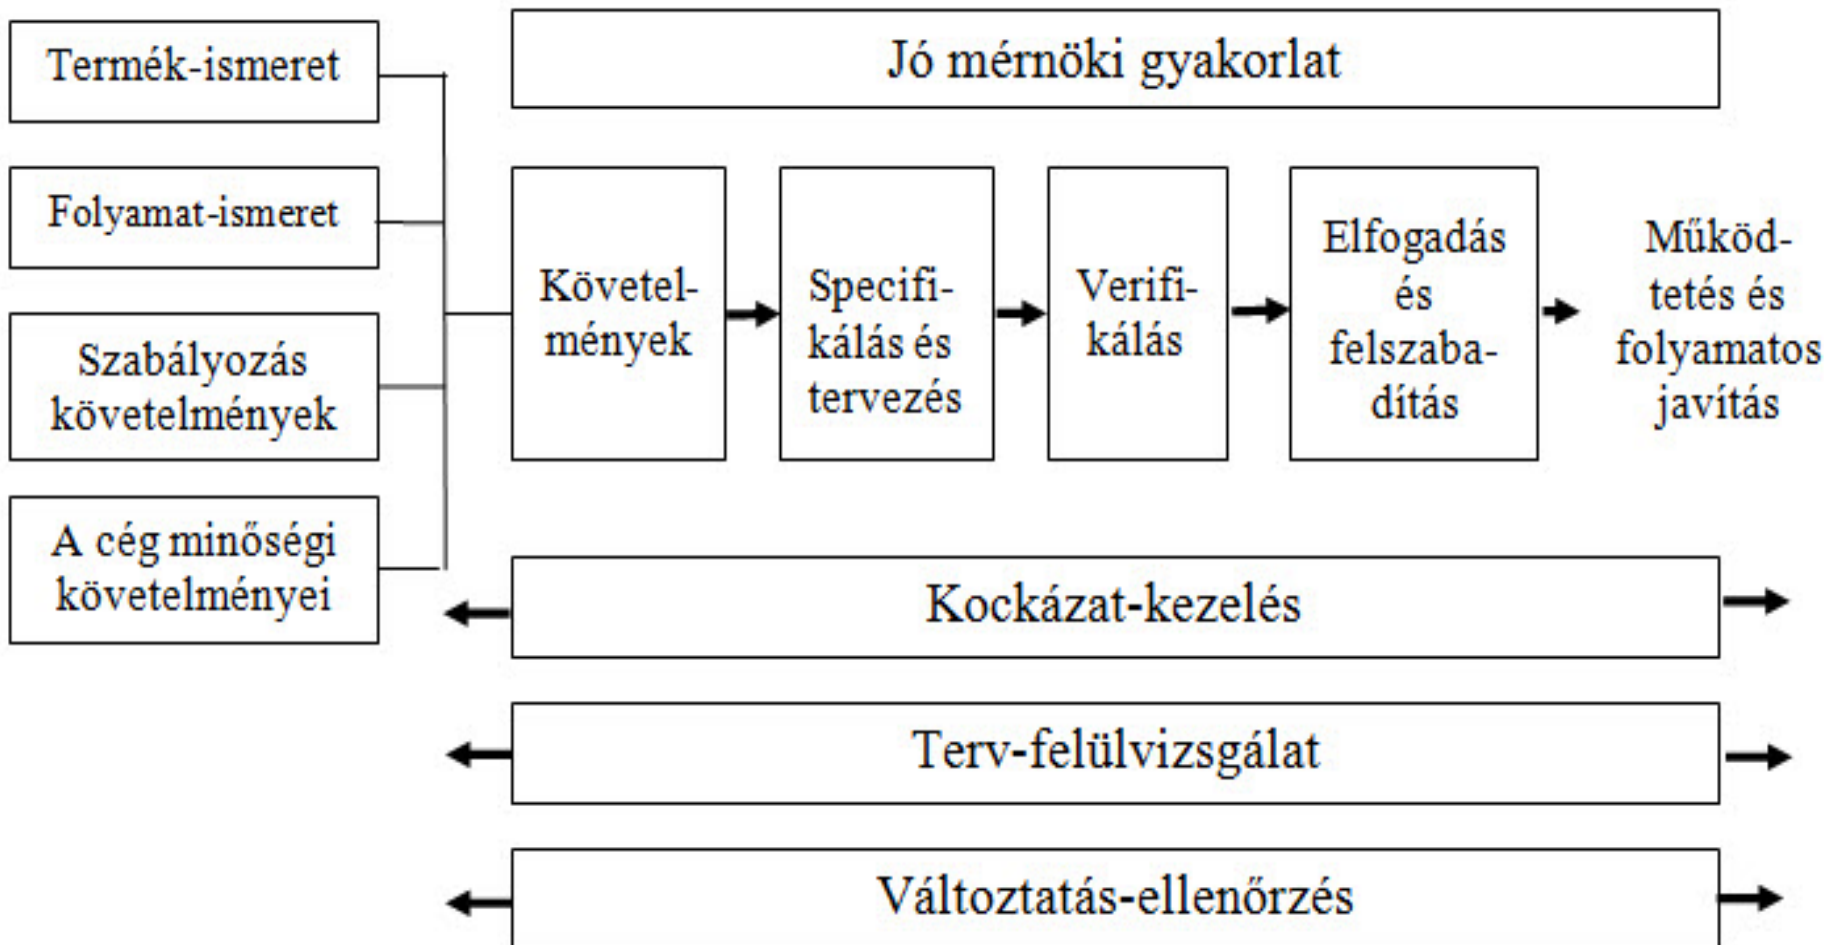 Termék-ismeret
Folyamat-ismeret
Szabályozás
követelmények
A cég minőségi
követelményei
Jó mérnöki gyakorlat
Követel-
mények
Specifi-
kálás és
tervezés
Verifi-
kálás
Elfogadás
és
felszaba-
dítás
Működ-
tetés és
folyamatos
javítás
Kockázat-kezelés
Terv-felülvizsgálat
Változtatás-ellenőrzés